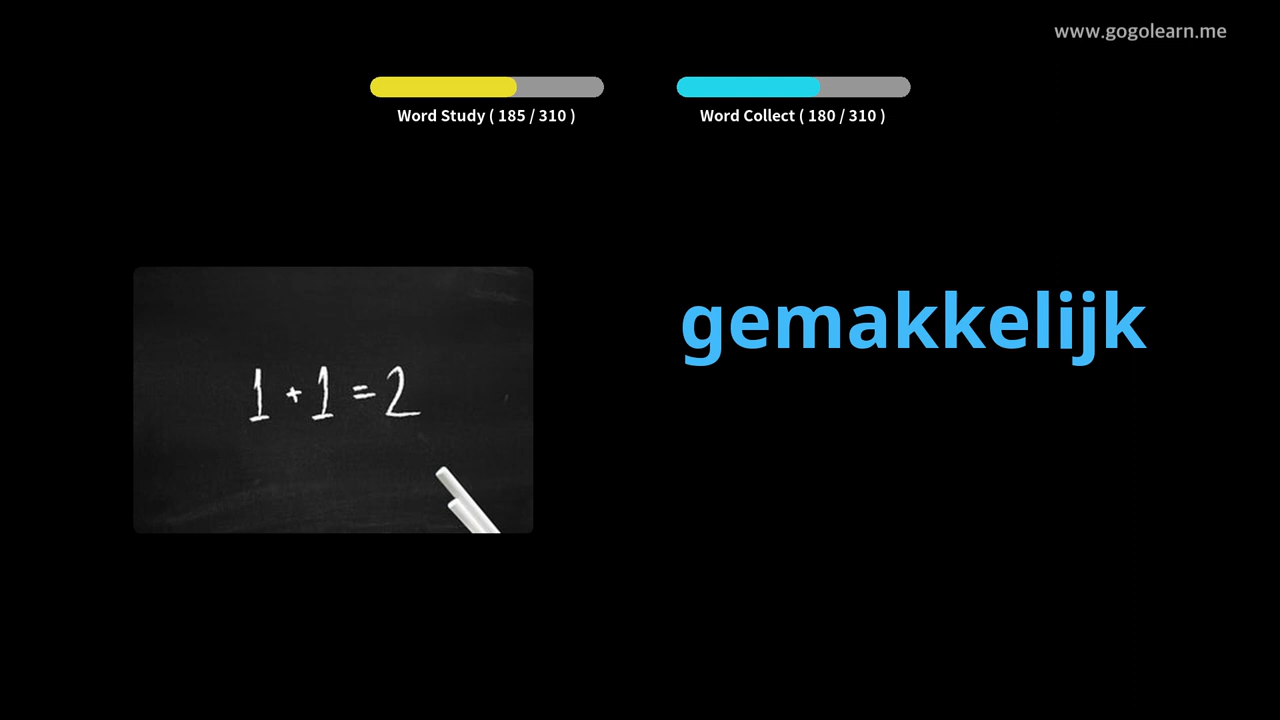 www.gogolearn.me
Word Study ( 185 / 310 )
Word Collect ( 180 / 310 )
1 + 1 = 2
gemakkelijk